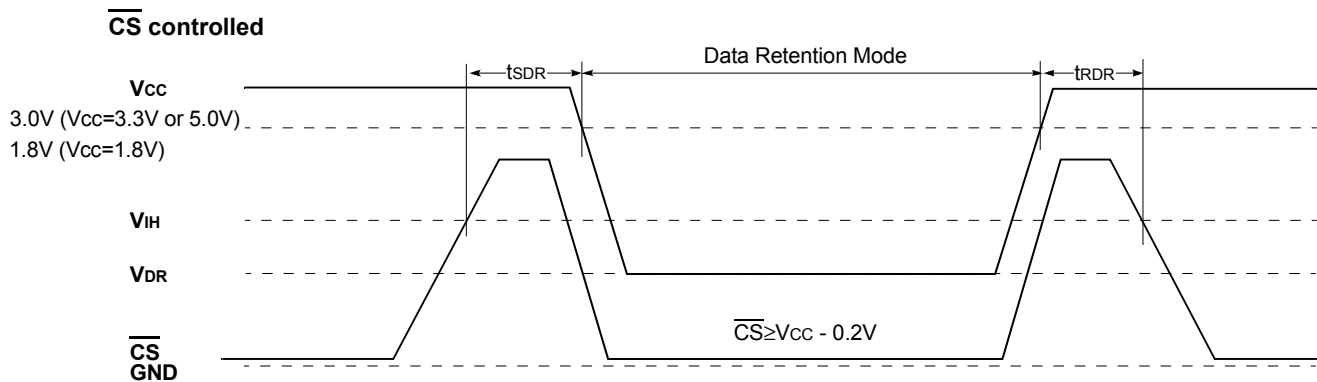 CS controlled
Data Retention Mode
tSDR
tRDR
VCC
3.0V (Vcc=3.3V or 5.0V)
1.8V (Vcc=1.8V)
VIH
VDR
CS≥VCC - 0.2V
CS
GND